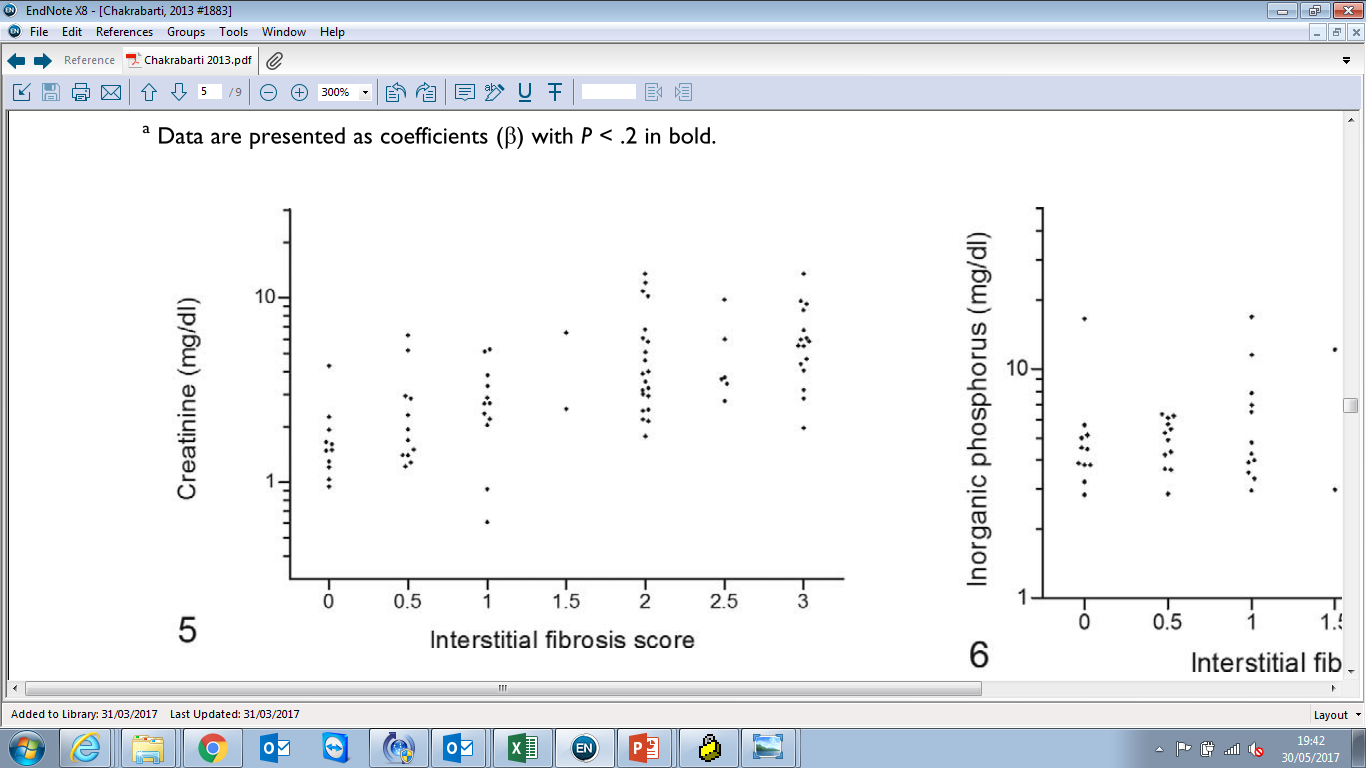 EndNote X8 - [Chakrabarti, 2013 #1883]
File Edit References Groups Tools Window Help
Reference Chakrabarti 2013.pdf
5 / 9 300%
a Data are presented as coefficients (β) with P < .2 in bold.
Creatinine (mg/dl)
10
1
0 0.5 1 1.5 2 2.5 3
Interstitial fibrosis score
5
Inorganic phosphorus (mg/dl)
10
1
0 0.5 1 1.5
Interstitial fib
6
Added to Library: 31/03/2017 Last Updated: 31/03/2017
Layout
19:42
30/05/2017